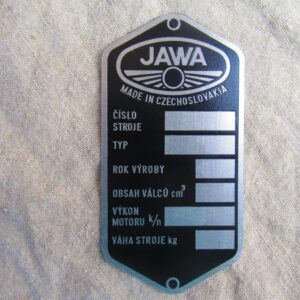 JAWA
MADE IN CZECHOSLOVAKIA
ČÍSLO
STROJE
TYP
ROK VÝROBY
OBSAH VÁLCŮ cm³
VÝKON
MOTORU k/n
VÁHA STROJE kg